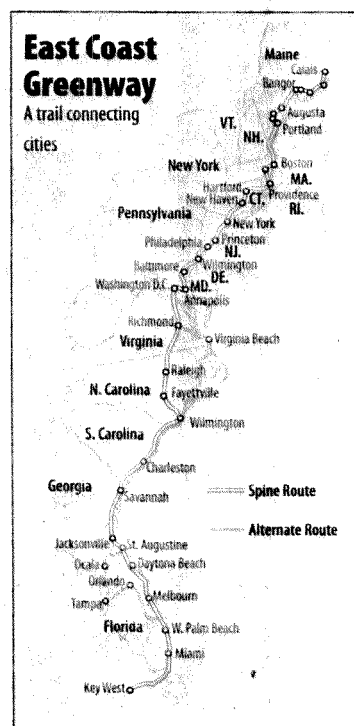 East Coast
Greenway
A trail connecting
cities
Maine
Calais
Bangor
Augusta
VT.
Portland
NH.
Boston
New York
MA.
Hartford
Providence
New Haven
CT.
RI.
Pennsylvania
New York
Princeton
Philadelphia
NJ.
Wilmington
Baltimore
DE.
Washington D.C
MD.
Annapolis
Richmond
Virginia
Virginia Beach
Raleigh
N. Carolina
Fayettville
Wilmington
S. Carolina
Charleston
Georgia
Savannah
Spine Route
Jacksonville
St. Augustine
Alternate Route
Ocala
Daytona Beach
Orlando
Tampa
Melbourn
Florida
W. Palm Beach
Miami
Key West